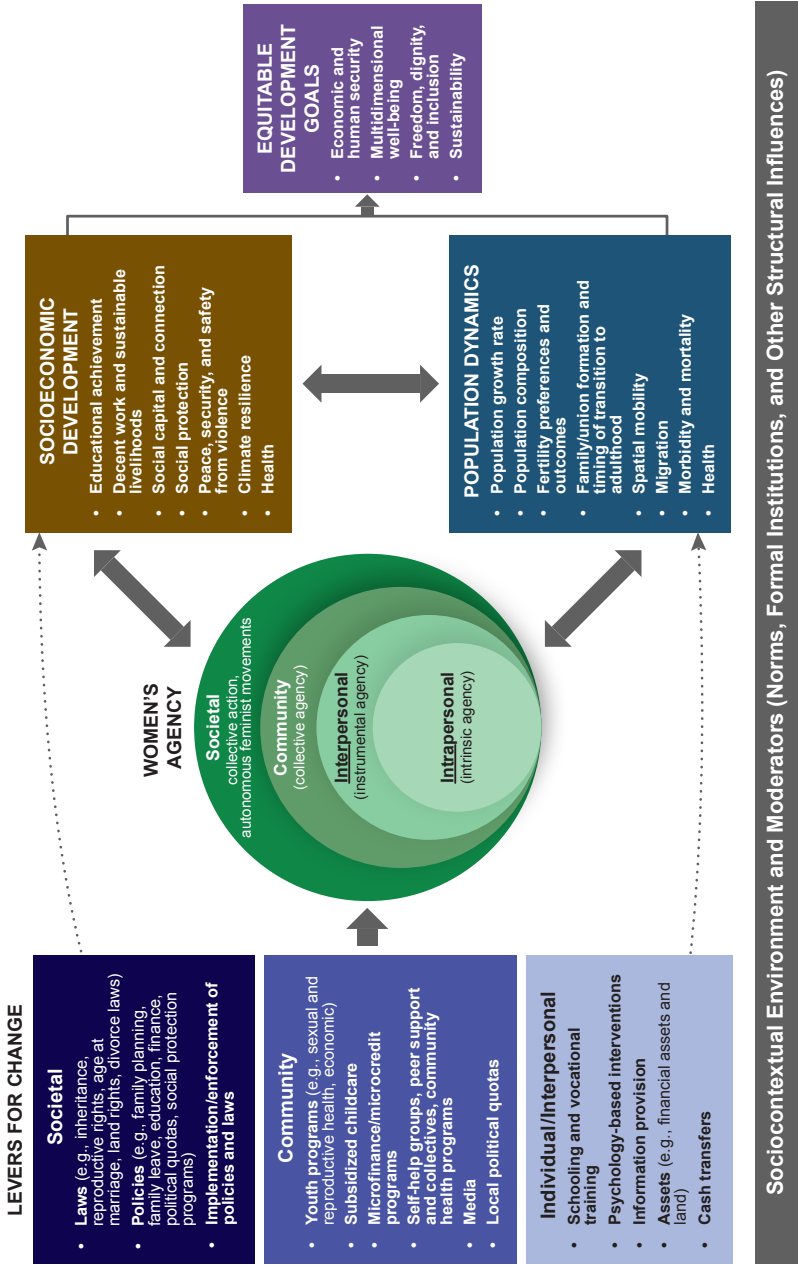 LEVERS FOR CHANGE
Societal
• Laws (e.g., inheritance,
reproductive rights, age at
marriage, land rights, divorce laws)
• Policies (e.g., family planning,
family leave, education, finance,
political quotas, social protection
programs)
• Implementation/enforcement of
policies and laws
Community
• Youth programs (e.g., sexual and
reproductive health, economic)
• Subsidized childcare
• Microfinance/microcredit
programs
• Self-help groups, peer support
and collectives, community
health programs
• Media
• Local political quotas
Individual/Interpersonal
• Schooling and vocational
training
• Psychology-based interventions
• Information provision
• Assets (e.g., financial assets and
land)
• Cash transfers
WOMEN’S
AGENCY
Societal
collective action,
autonomous feminist movements
Community
(collective agency)
Interpersonal
(instrumental agency)
Intrapersonal
(intrinsic agency)
SOCIOECONOMIC
DEVELOPMENT
• Educational achievement
• Decent work and sustainable
livelihoods
• Social capital and connection
• Social protection
• Peace, security, and safety
from violence
• Climate resilience
• Health
POPULATION DYNAMICS
• Population growth rate
• Population composition
• Fertility preferences and
outcomes
• Family/union formation and
timing of transition to
adulthood
• Spatial mobility
• Migration
• Morbidity and mortality
• Health
EQUITABLE
DEVELOPMENT
GOALS
• Economic and
human security
• Multidimensional
well-being
• Freedom, dignity,
and inclusion
• Sustainability
Sociocontextual Environment and Moderators (Norms, Formal Institutions, and Other Structural Influences)